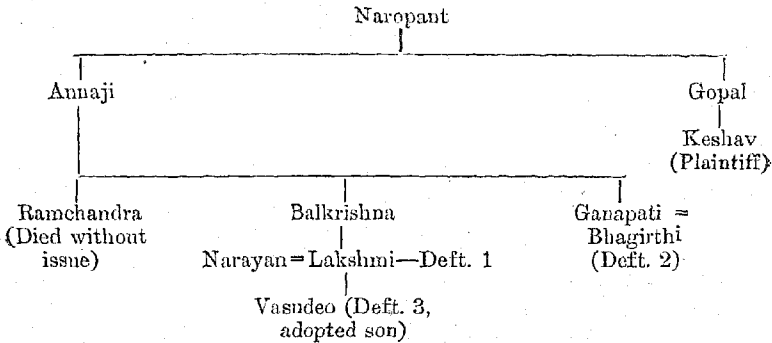 Naropant
Annaji Gopal
Keshav
(Plaintiff)
Ramchandra Balkrishna Ganapati =
(Died without Bhagirthi
issue) Narayan=Lakshmi—Deft. 1 (Deft. 2)
Vasudeo (Deft. 3,
adopted son)